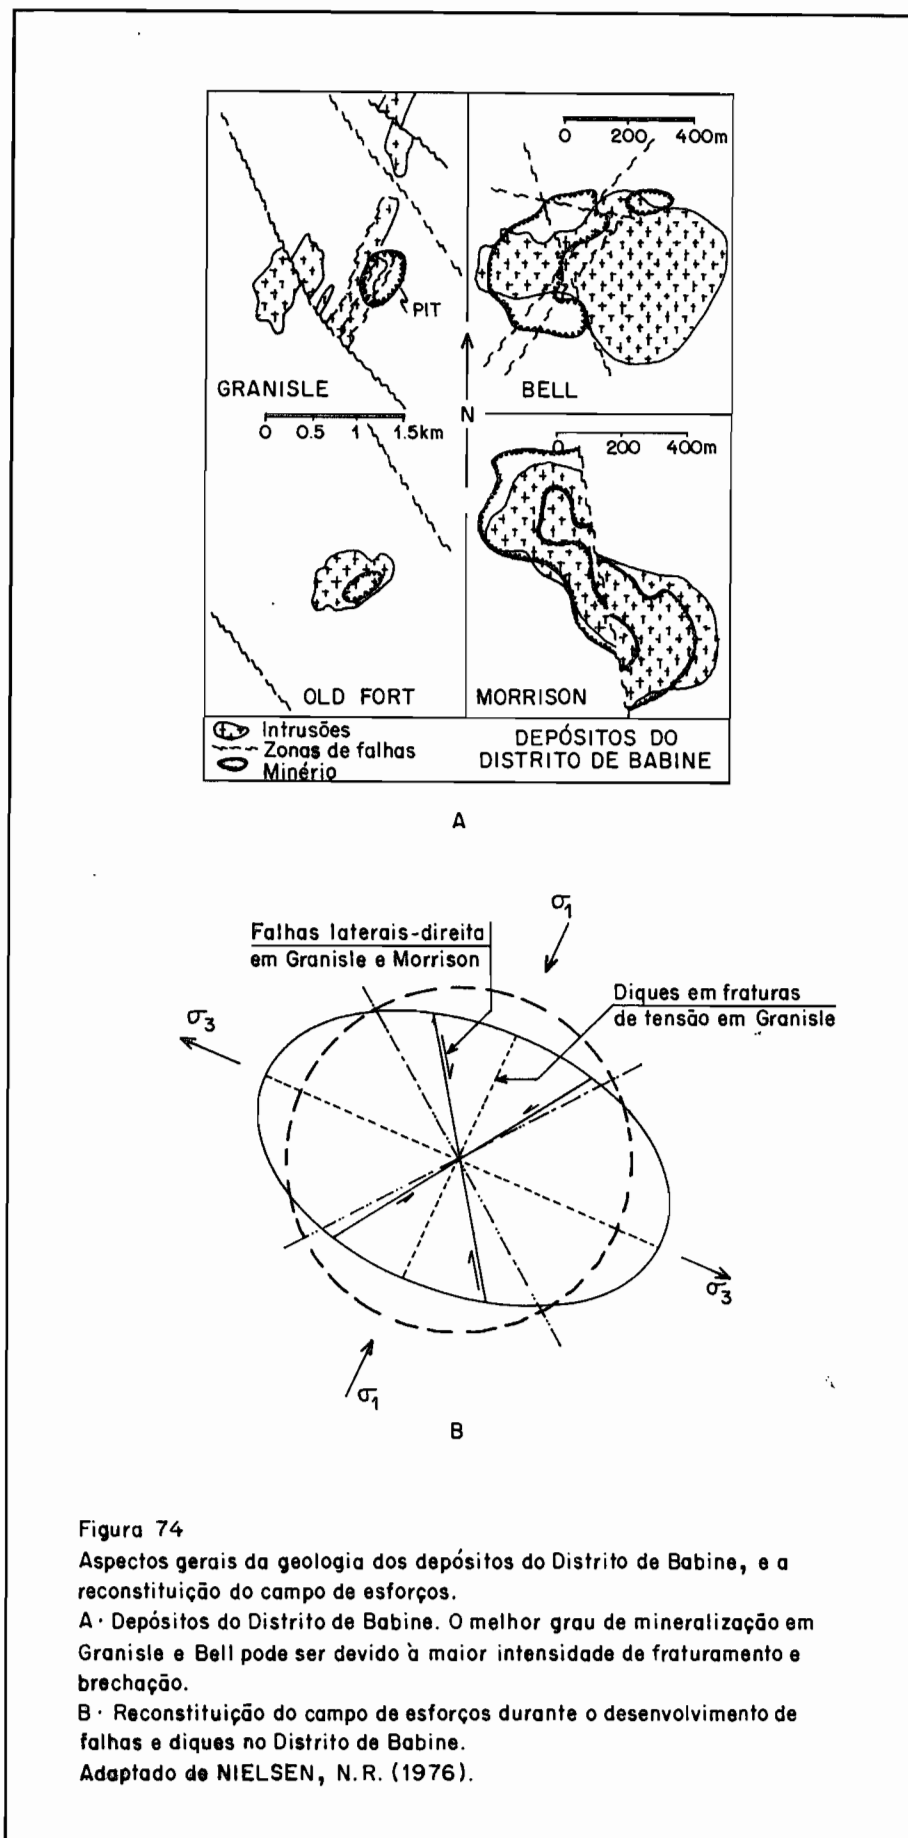 0 200 400m
PIT
GRANISLE
BELL
N
0 0.5 1 1.5km
0 200 400m
OLD FORT
MORRISON
Intrusões
Zonas de falhas
Minério
DEPÓSITOS DO
DISTRITO DE BABINE
A
σ1
Falhas laterais-direita
em Granisle e Morrison
Diques em fraturas
de tensão em Granisle
σ3
σ3
σ1
B
Figura 74
Aspectos gerais da geologia dos depósitos do Distrito de Babine, e a
reconstituição do campo de esforços.
A · Depósitos do Distrito de Babine. O melhor grau de mineralização em
Granisle e Bell pode ser devido à maior intensidade de fraturamento e
brechação.
B · Reconstituição do campo de esforços durante o desenvolvimento de
falhas e diques no Distrito de Babine.
Adaptado de NIELSEN, N.R. (1976).